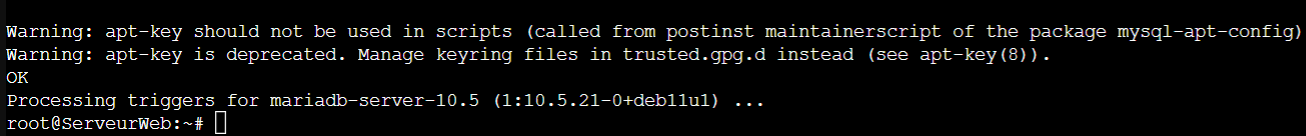 Warning: apt-key should not be used in scripts (called from postinst maintainerscript of the package mysql-apt-config)
Warning: apt-key is deprecated. Manage keyring files in trusted.gpg.d instead (see apt-key(8)).
OK
Processing triggers for mariadb-server-10.5 (1:10.5.21-0+deb11u1) ...
root@ServeurWeb:~#